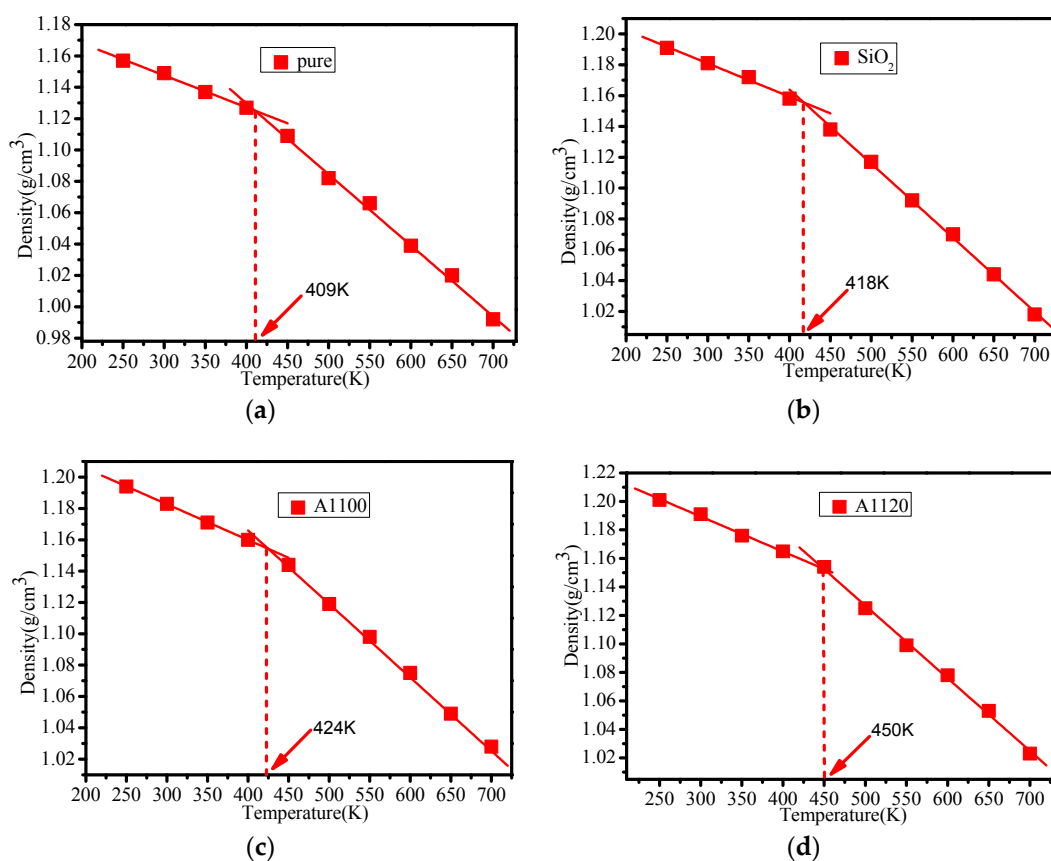 1.18
1.16
1.14
1.12
1.10
1.08
1.06
1.04
1.02
1.00
0.98
Density(g/cm³)
pure
409K
200 250 300 350 400 450 500 550 600 650 700
Temperature(K)
(a)
1.20
1.18
1.16
1.14
1.12
1.10
1.08
1.06
1.04
1.02
Density(g/cm³)
SiO₂
418K
200 250 300 350 400 450 500 550 600 650 700
Temperature(K)
(b)
1.20
1.18
1.16
1.14
1.12
1.10
1.08
1.06
1.04
1.02
Density(g/cm³)
A1100
424K
200 250 300 350 400 450 500 550 600 650 700
Temperature(K)
(c)
1.22
1.20
1.18
1.16
1.14
1.12
1.10
1.08
1.06
1.04
1.02
Density(g/cm³)
A1120
450K
250 300 350 400 450 500 550 600 650 700
Temperature(K)
(d)